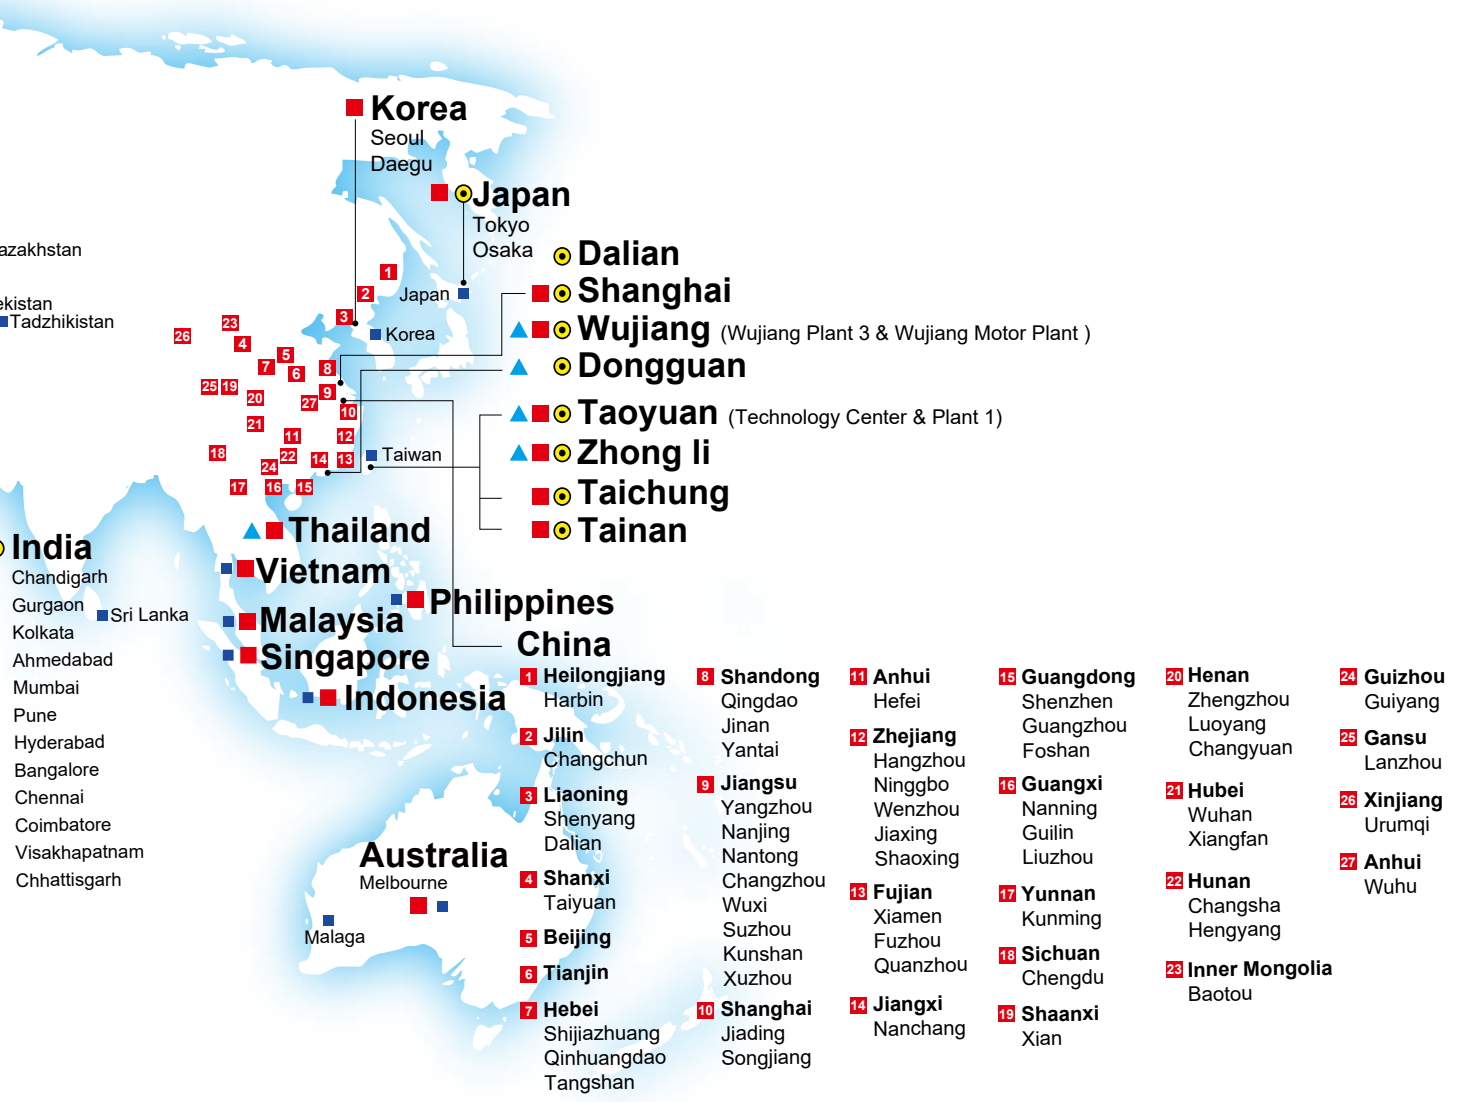 Korea
Seoul
Daegu
Japan
Tokyo
Osaka
azakhstan
ekistan
Tadzhikistan
Dalian
Shanghai
Wujiang (Wujiang Plant 3 & Wujiang Motor Plant )
Dongguan
Taoyuan (Technology Center & Plant 1)
Zhong li
Taichung
Tainan
1
2
Japan
3
Korea
26
23
4
5
7
6
8
25
19
20
27
9
10
21
11
12
18
22
24
14
13
Taiwan
17
16
15
Thailand
Vietnam
Philippines
Malaysia
Singapore
Indonesia
India
Chandigarh
Gurgaon
Kolkata
Ahmedabad
Mumbai
Pune
Hyderabad
Bangalore
Chennai
Coimbatore
Visakhapatnam
Chhattisgarh
Sri Lanka
Australia
Melbourne
Malaga
China
1 Heilongjiang
Harbin
2 Jilin
Changchun
3 Liaoning
Shenyang
Dalian
4 Shanxi
Taiyuan
5 Beijing
6 Tianjin
7 Hebei
Shijiazhuang
Qinhuangdao
Tangshan
8 Shandong
Qingdao
Jinan
Yantai
9 Jiangsu
Yangzhou
Nanjing
Nantong
Changzhou
Wuxi
Suzhou
Kunshan
Xuzhou
10 Shanghai
Jiading
Songjiang
11 Anhui
Hefei
12 Zhejiang
Hangzhou
Ninggbo
Wenzhou
Jiaxing
Shaoxing
13 Fujian
Xiamen
Fuzhou
Quanzhou
14 Jiangxi
Nanchang
15 Guangdong
Shenzhen
Guangzhou
Foshan
16 Guangxi
Nanning
Guilin
Liuzhou
17 Yunnan
Kunming
18 Sichuan
Chengdu
19 Shaanxi
Xian
20 Henan
Zhengzhou
Luoyang
Changyuan
21 Hubei
Wuhan
Xiangfan
22 Hunan
Changsha
Hengyang
23 Inner Mongolia
Baotou
24 Guizhou
Guiyang
25 Gansu
Lanzhou
26 Xinjiang
Urumqi
27 Anhui
Wuhu